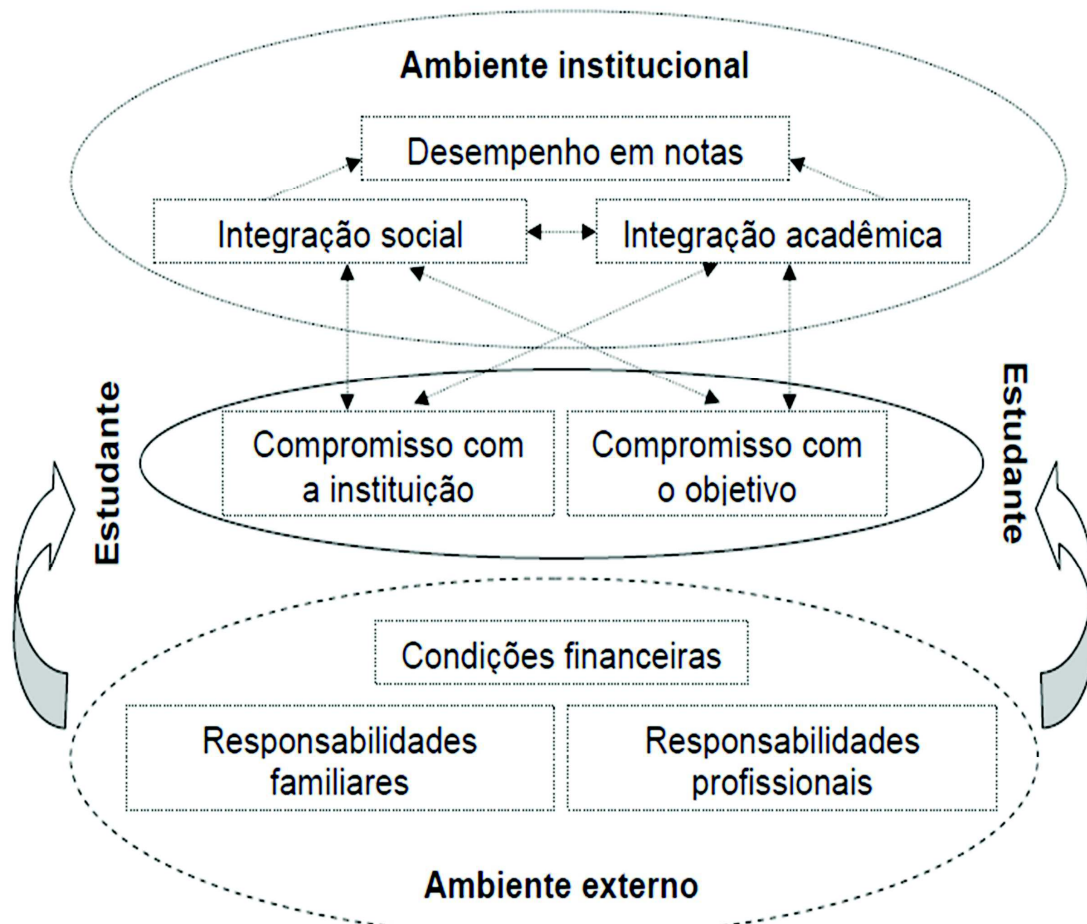 Ambiente institucional
Desempenho em notas
Integração social
Integração acadêmica
Estudante
Compromisso com
a instituição
Compromisso com
o objetivo
Estudante
Condições financeiras
Responsabilidades
familiares
Responsabilidades
profissionais
Ambiente externo